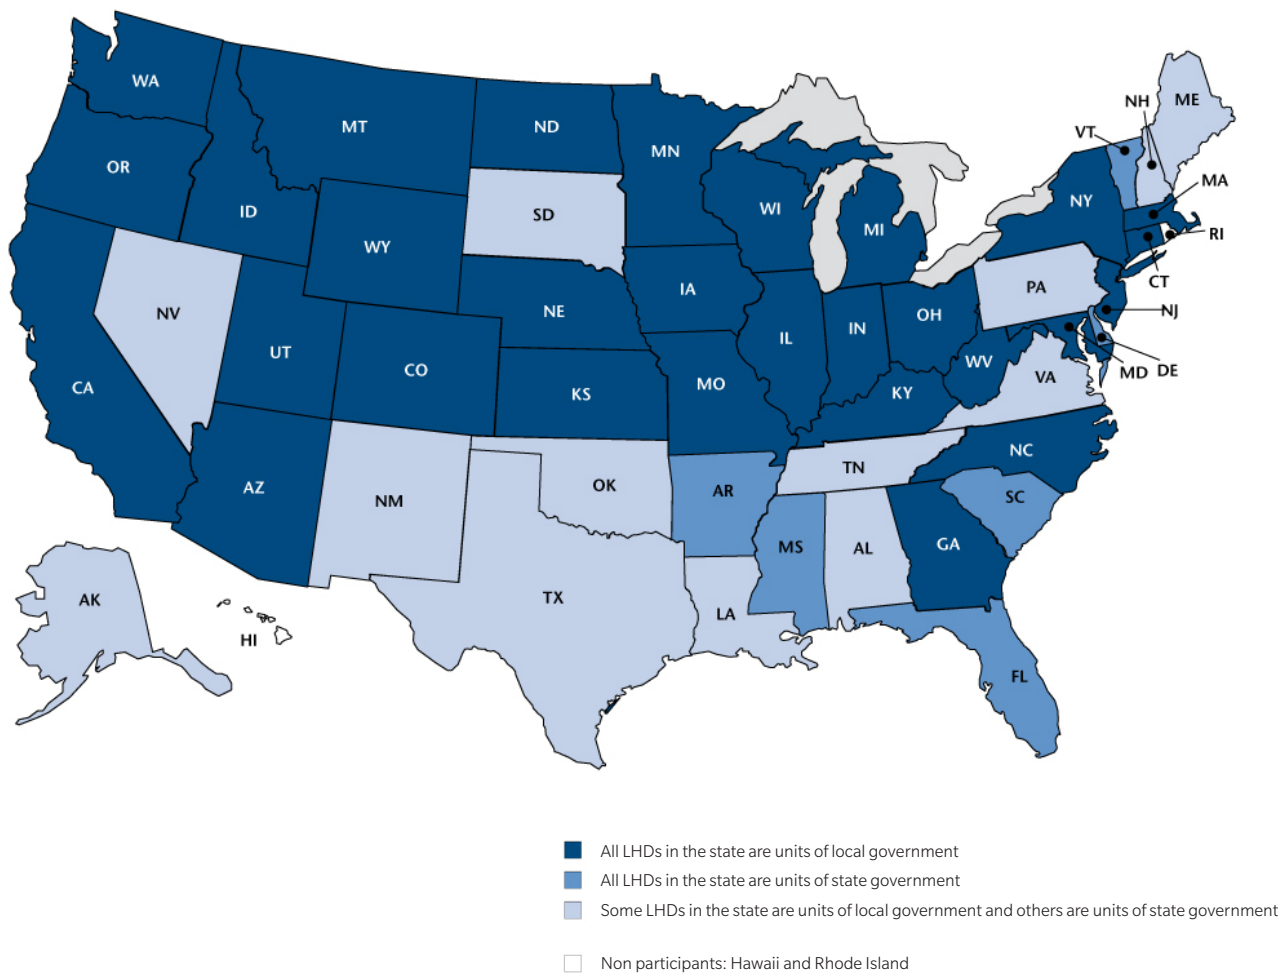 WA
MT
ND
MN
OR
ID
WY
SD
WI
MI
NY
VT
NH
ME
MA
RI
CT
NJ
DE
MD
PA
NV
UT
CO
NE
IA
IL
IN
OH
WV
VA
CA
KS
MO
KY
AZ
NM
OK
AR
TN
NC
SC
MS
AL
GA
TX
LA
FL
AK
HI
All LHDs in the state are units of local government
All LHDs in the state are units of state government
Some LHDs in the state are units of local government and others are units of state government
Non participants: Hawaii and Rhode Island